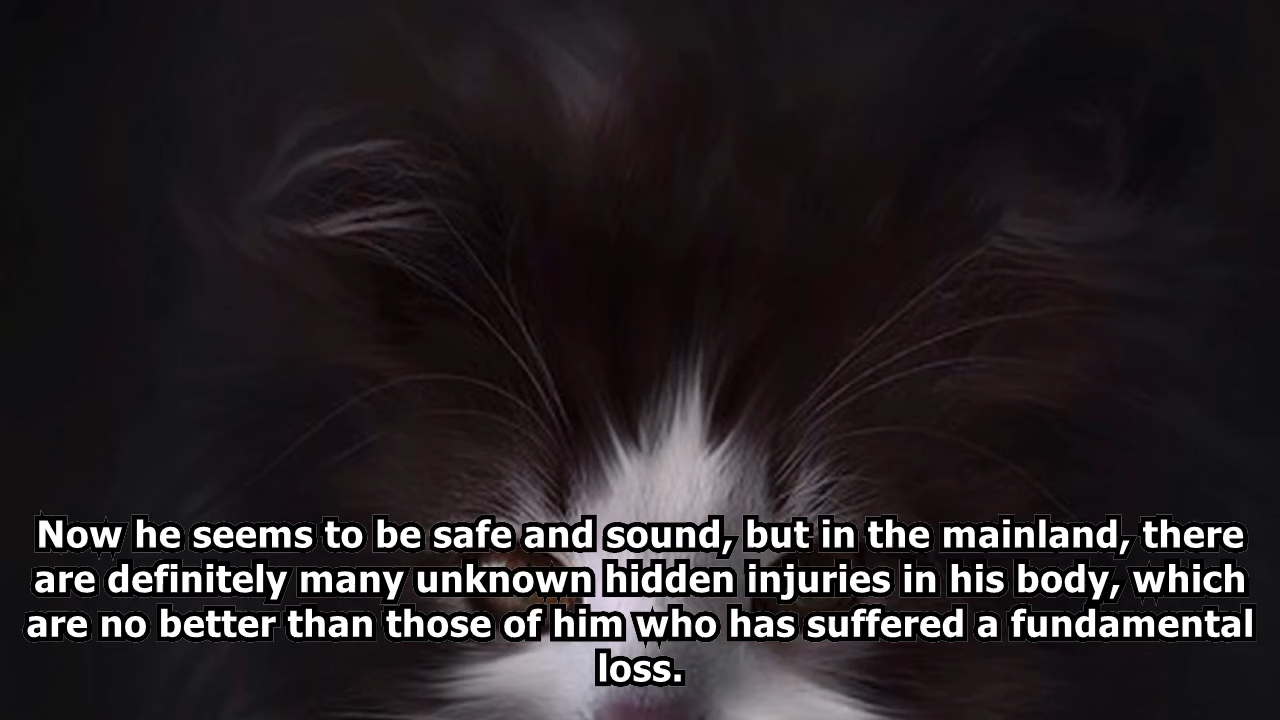 Now he seems to be safe and sound, but in the mainland, there
are definitely many unknown hidden injuries in his body, which
are no better than those of him who has suffered a fundamental
loss.